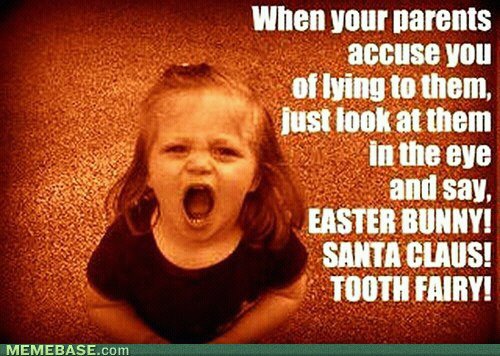 When your parents
accuse you
of lying to them,
just look at them
in the eye
and say,
EASTER BUNNY!
SANTA CLAUS!
TOOTH FAIRY!
MEMEBASE.com